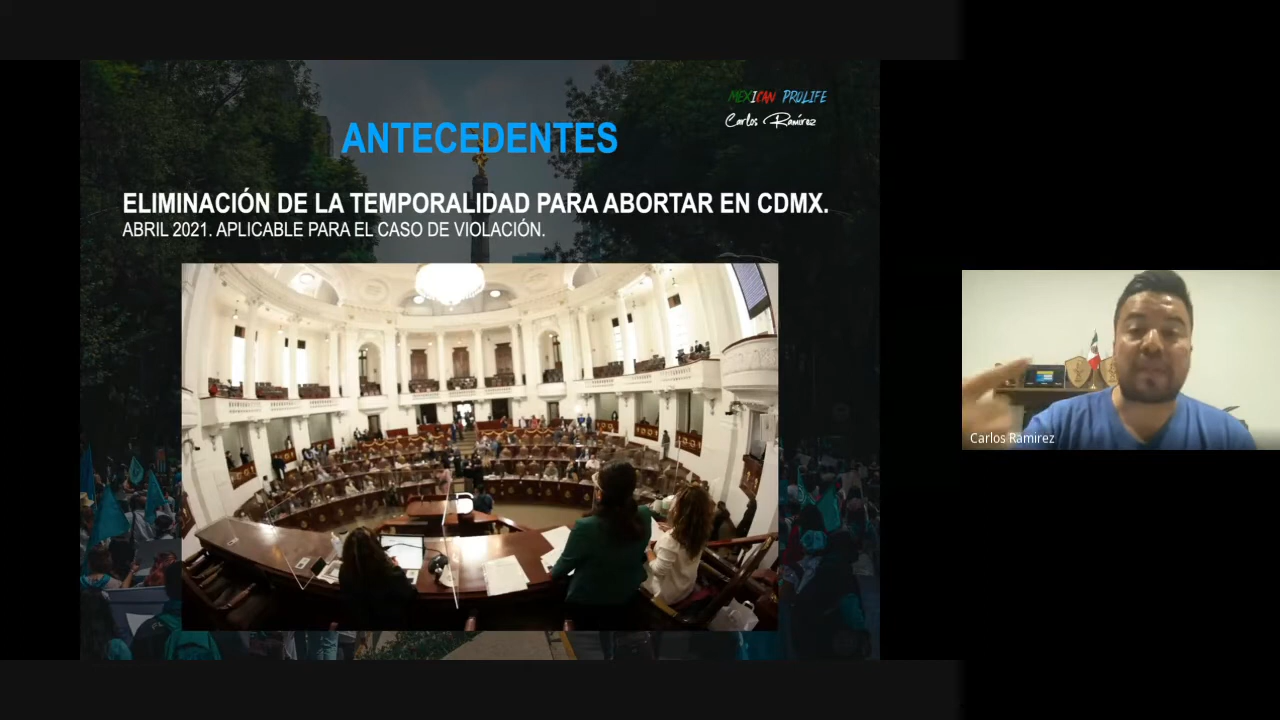 MEXICAN PROLIFE
Carlos Ramírez
ANTECEDENTES
ELIMINACIÓN DE LA TEMPORALIDAD PARA ABORTAR EN CDMX.
ABRIL 2021. APLICABLE PARA EL CASO DE VIOLACIÓN.
Carlos Ramirez